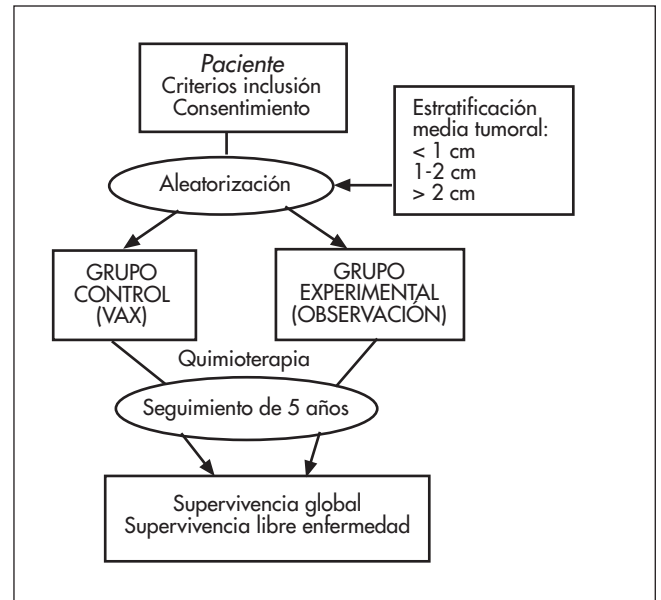 Paciente
Criterios inclusión
Consentimiento
Estratificación
media tumoral:
< 1 cm
1-2 cm
> 2 cm
Aleatorización
GRUPO
CONTROL
(VAX)
GRUPO
EXPERIMENTAL
(OBSERVACIÓN)
Quimioterapia
Seguimiento de 5 años
Supervivencia global
Supervivencia libre enfermedad